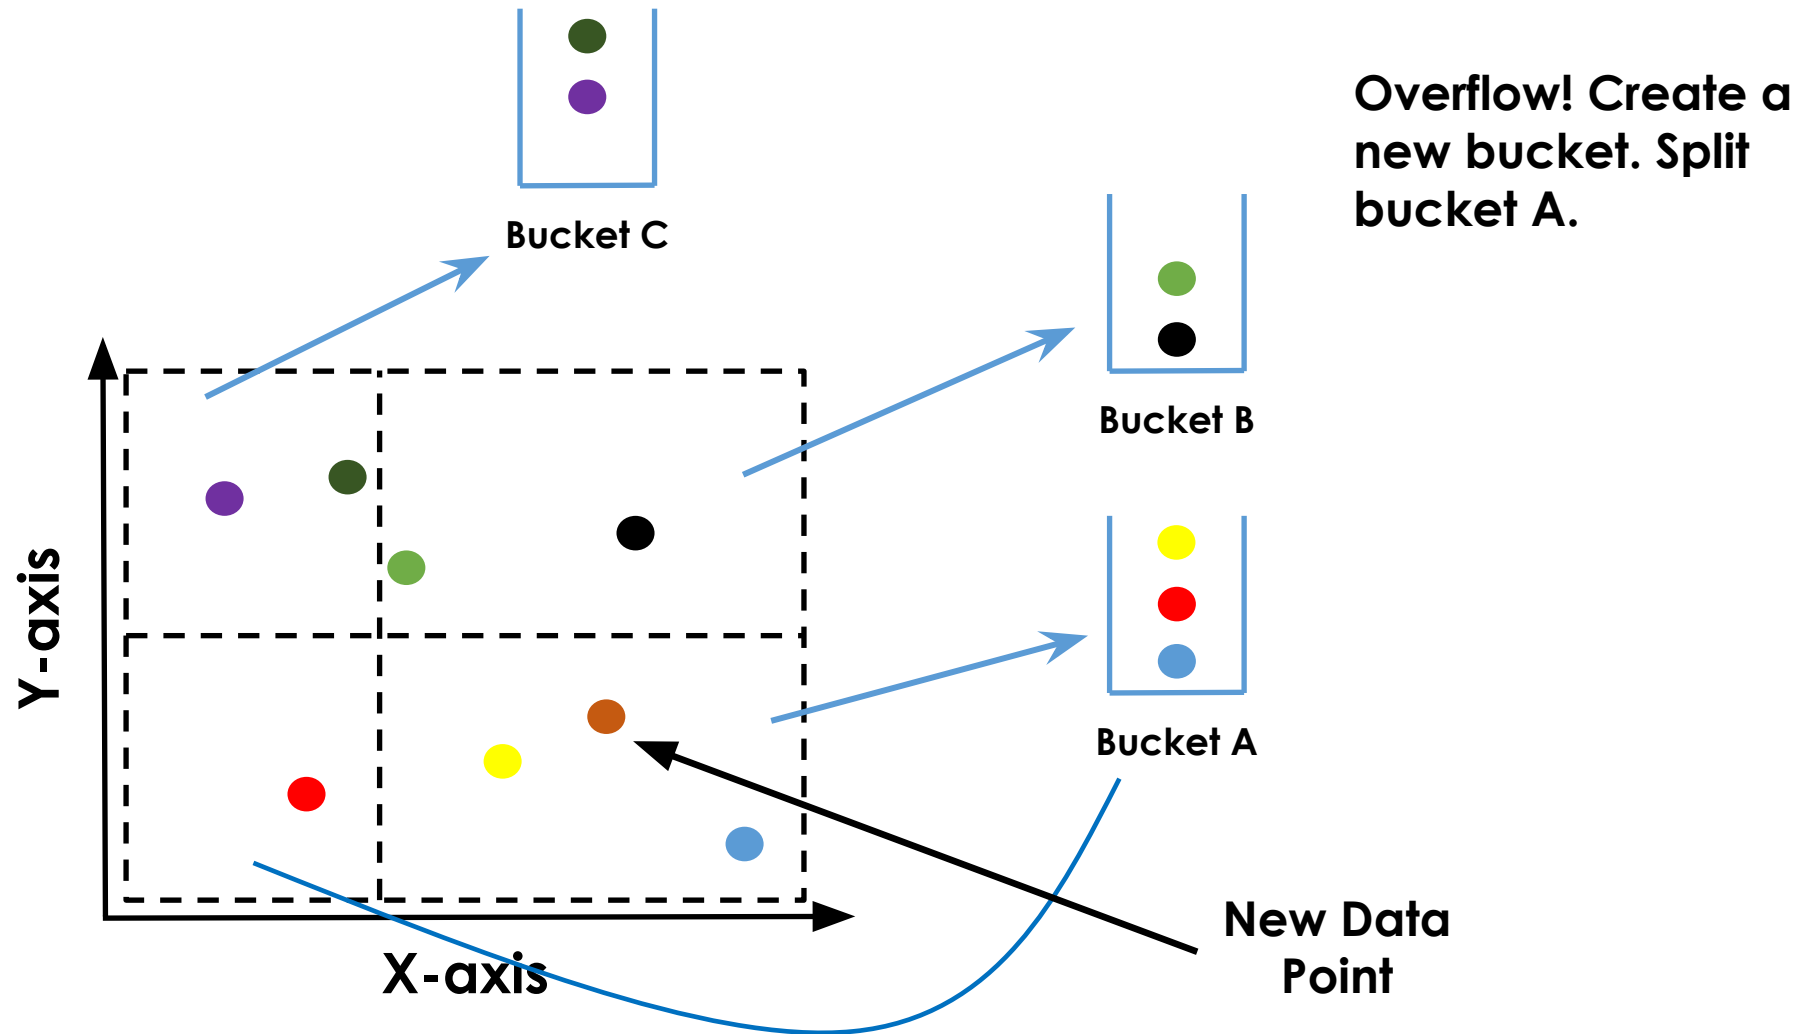 Overflow! Create a
new bucket. Split
bucket A.
Bucket C
Bucket B
Bucket A
Y-axis
X-axis
New Data
Point